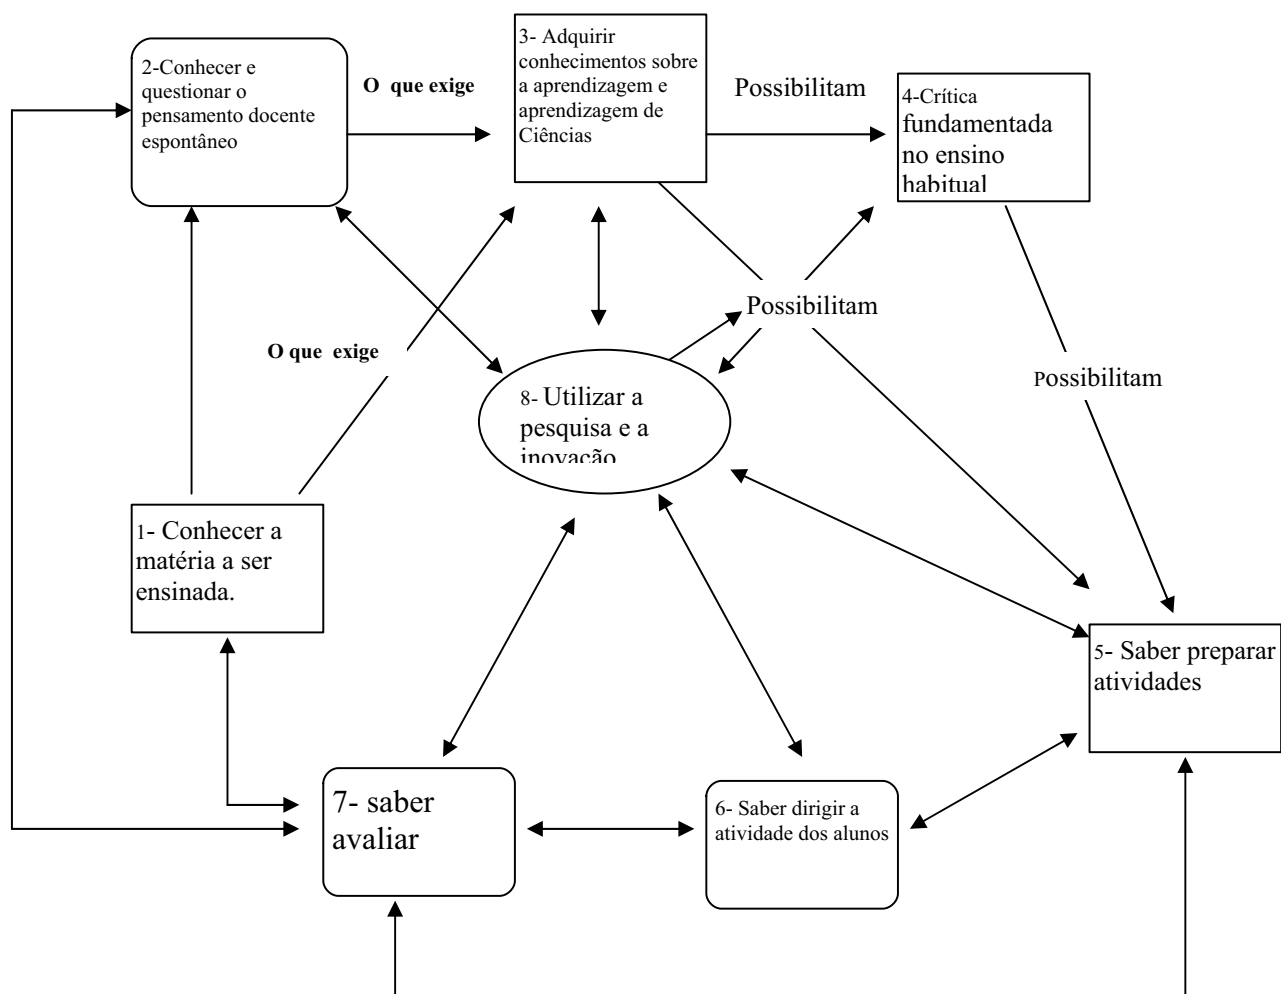 2-Conhecer e
questionar o
pensamento docente
espontâneo
O que exige
3- Adquirir
conhecimentos sobre
a aprendizagem e
aprendizagem de
Ciências
Possibilitam
4-Crítica
fundamentada
no ensino
habitual
Possibilitam
O que exige
Possibilitam
8- Utilizar a
pesquisa e a
inovação
1- Conhecer a
matéria a ser
ensinada.
5- Saber preparar
atividades
7- saber
avaliar
6- Saber dirigir a
atividade dos alunos